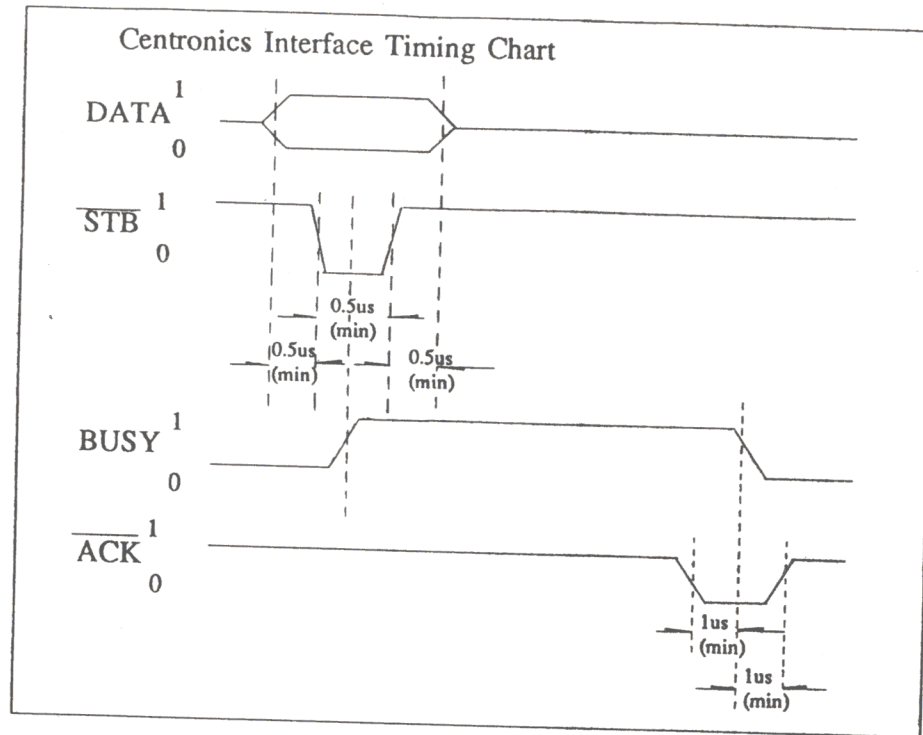 Centronics Interface Timing Chart
1
DATA
0
1
STB
0
0.5us
(min)
0.5us
(min)
0.5us
(min)
1
BUSY
0
1
ACK
0
1us
(min)
1us
(min)